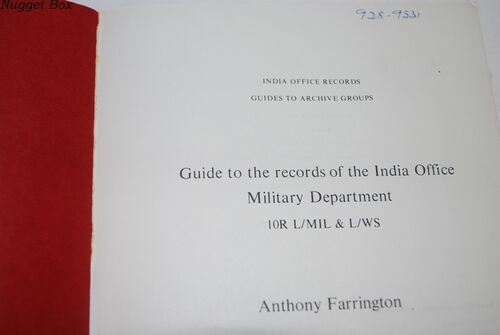 Nugget Box
928-9531
INDIA OFFICE RECORDS
GUIDES TO ARCHIVE GROUPS
Guide to the records of the India Office
Military Department
IOR L/MIL & L/WS
Anthony Farrington